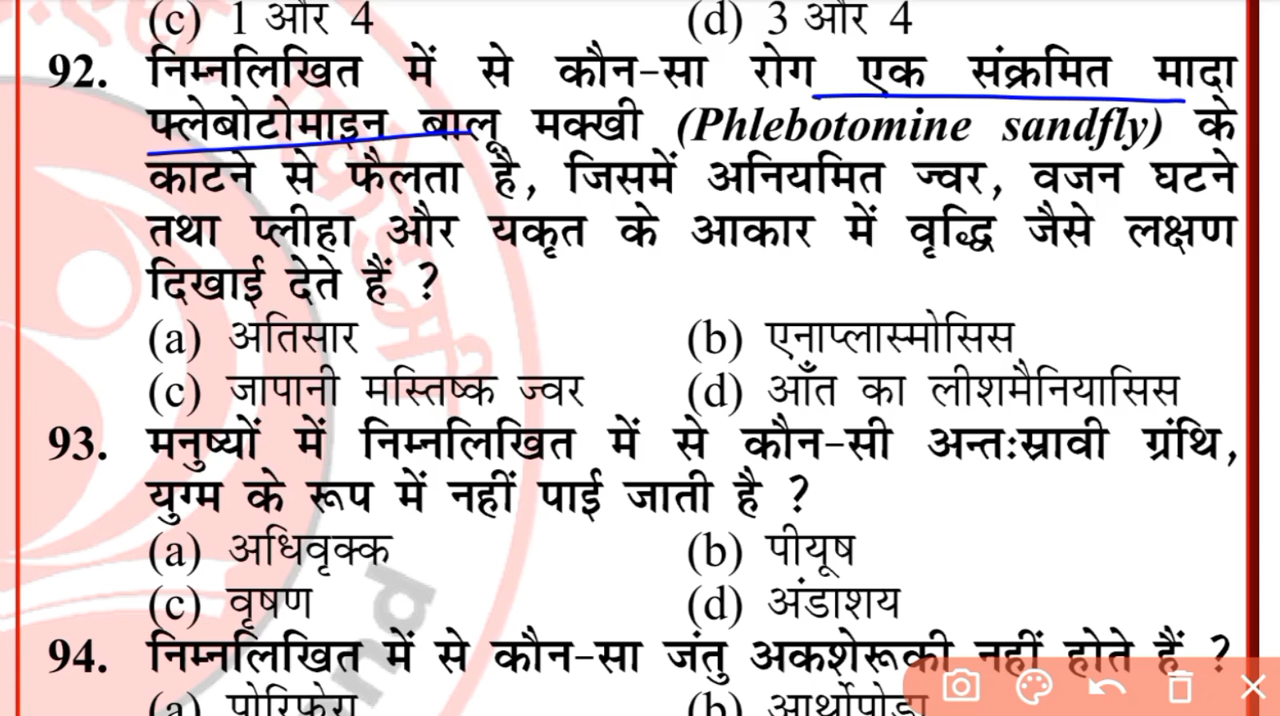 (c) 1 और 4 (d) 3 और 4
92. निम्नलिखित में से कौन-सा रोग एक संक्रमित मादा
फ्लेबोटोमाइन बालू मक्खी (Phlebotomine sandfly) के
काटने से फैलता है, जिसमें अनियमित ज्वर, वजन घटने
तथा प्लीहा और यकृत के आकार में वृद्धि जैसे लक्षण
दिखाई देते हैं ?
(a) अतिसार (b) एनाप्लास्मोसिस
(c) जापानी मस्तिष्क ज्वर (d) आँत का लीशमैनियासिस
93. मनुष्यों में निम्नलिखित में से कौन-सी अन्तःस्रावी ग्रंथि,
युग्म के रूप में नहीं पाई जाती है ?
(a) अधिवृक्क (b) पीयूष
(c) वृषण (d) अंडाशय
94. निम्नलिखित में से कौन-सा जंतु अकशेरूकी नहीं होते हैं ?
(a) पोरिफेरा (b) आर्थोपोडा